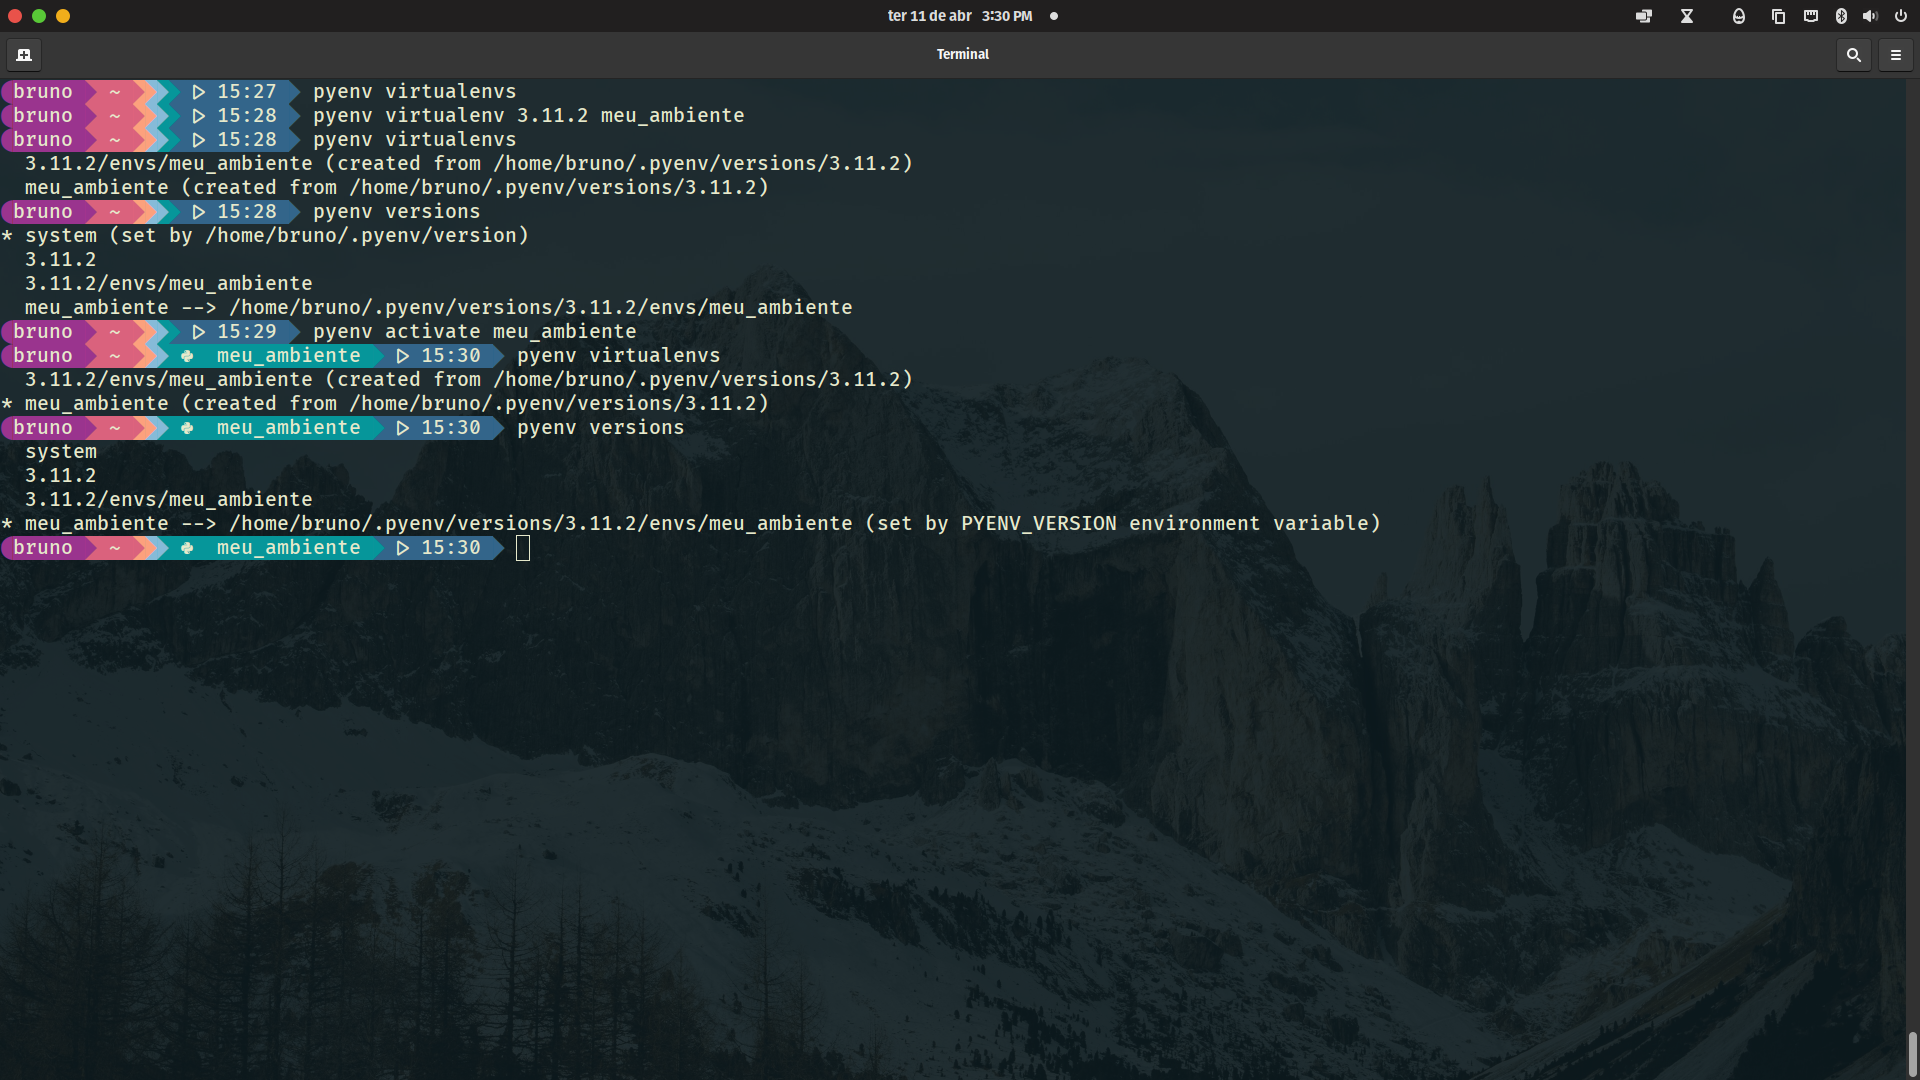 ter 11 de abr 3:30 PM
Terminal
bruno ~ 15:27 pyenv virtualenvs
bruno ~ 15:28 pyenv virtualenv 3.11.2 meu_ambiente
bruno ~ 15:28 pyenv virtualenvs
3.11.2/envs/meu_ambiente (created from /home/bruno/.pyenv/versions/3.11.2)
meu_ambiente (created from /home/bruno/.pyenv/versions/3.11.2)
bruno ~ 15:28 pyenv versions
* system (set by /home/bruno/.pyenv/version)
3.11.2
3.11.2/envs/meu_ambiente
meu_ambiente --> /home/bruno/.pyenv/versions/3.11.2/envs/meu_ambiente
bruno ~ 15:29 pyenv activate meu_ambiente
bruno ~ meu_ambiente 15:30 pyenv virtualenvs
3.11.2/envs/meu_ambiente (created from /home/bruno/.pyenv/versions/3.11.2)
* meu_ambiente (created from /home/bruno/.pyenv/versions/3.11.2)
bruno ~ meu_ambiente 15:30 pyenv versions
system
3.11.2
3.11.2/envs/meu_ambiente
* meu_ambiente --> /home/bruno/.pyenv/versions/3.11.2/envs/meu_ambiente (set by PYENV_VERSION environment variable)
bruno ~ meu_ambiente 15:30